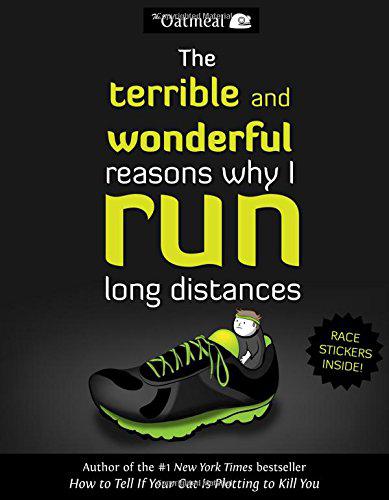 The Oatmeal
The
terrible and
wonderful
reasons why I
run
long distances
RACE
STICKERS
INSIDE!
Author of the #1 New York Times bestseller
How to Tell If Your Cat Is Plotting to Kill You